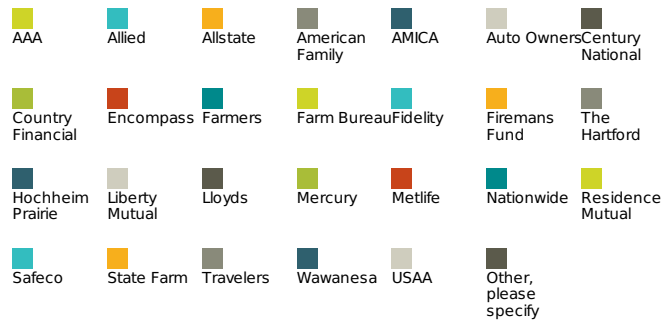 AAA
Allied
Allstate
American
Family
AMICA
Auto Owners
Century
National
Country
Financial
Encompass
Farmers
Farm Bureau
Fidelity
Firemans
Fund
The
Hartford
Hochheim
Prairie
Liberty
Mutual
Lloyds
Mercury
Metlife
Nationwide
Residence
Mutual
Safeco
State Farm
Travelers
Wawanesa
USAA
Other,
please
specify